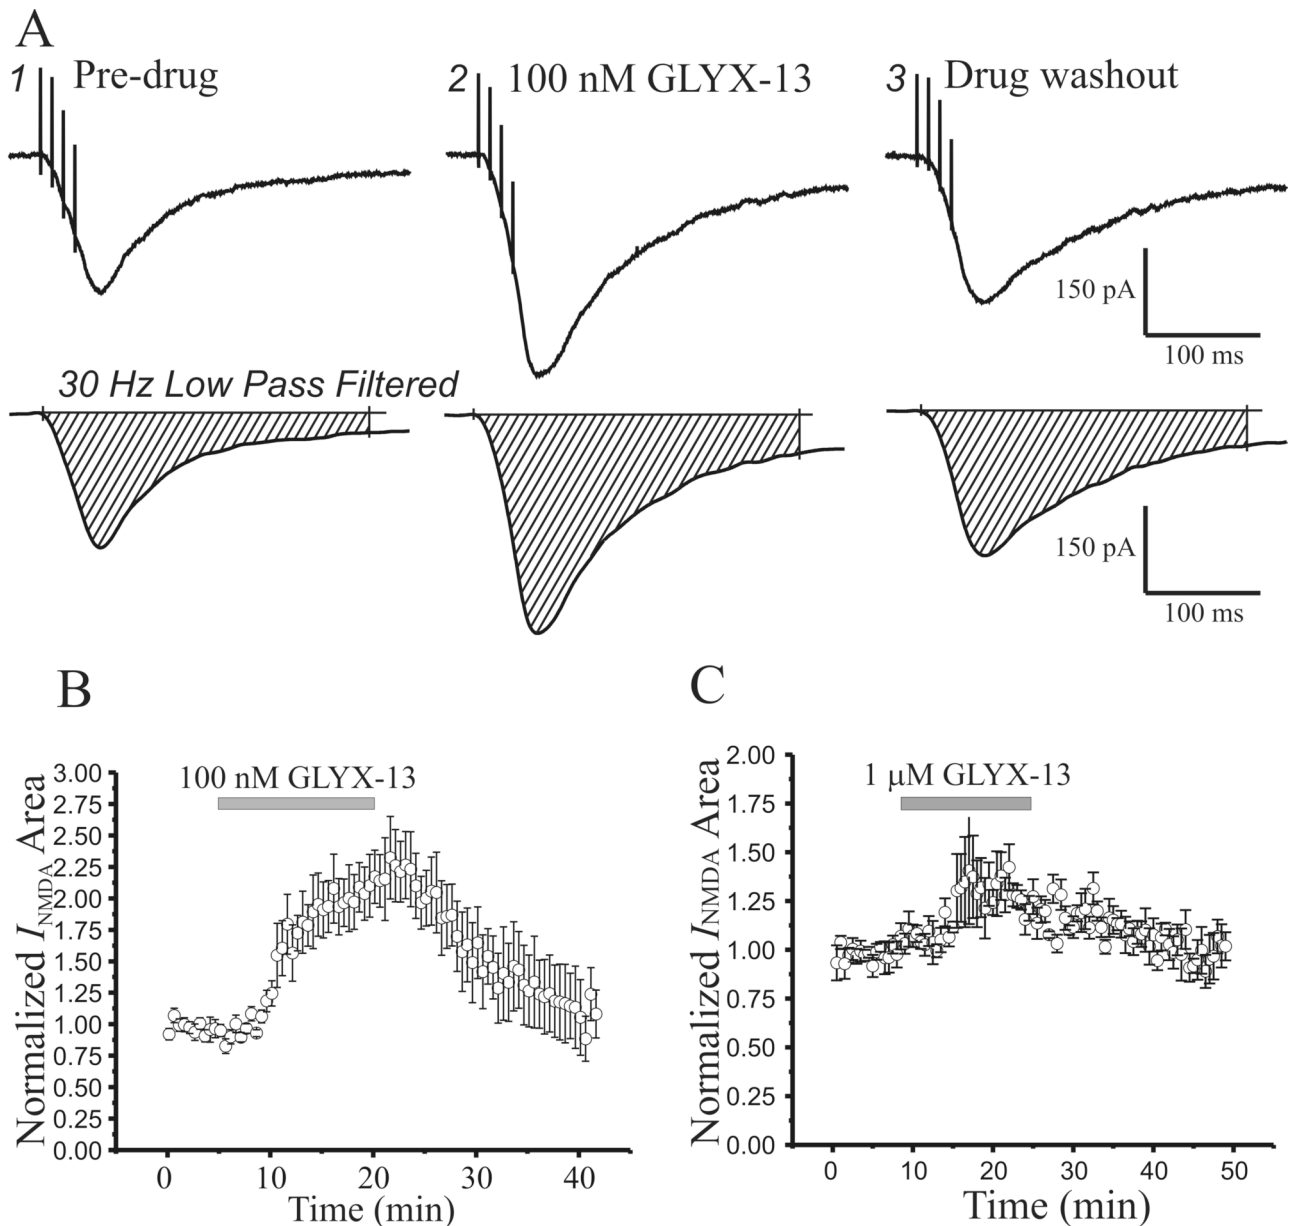 A
1 Pre-drug
2 100 nM GLYX-13
3 Drug washout
150 pA
100 ms
30 Hz Low Pass Filtered
150 pA
100 ms
B
Normalized INMDA Area
3.00
2.75
2.50
2.25
2.00
1.75
1.50
1.25
1.00
0.75
0.50
0.25
0.00
100 nM GLYX-13
0 10 20 30 40
Time (min)
C
Normalized INMDA Area
2.00
1.75
1.50
1.25
1.00
0.75
0.50
0.25
0.00
1 μM GLYX-13
0 10 20 30 40 50
Time (min)